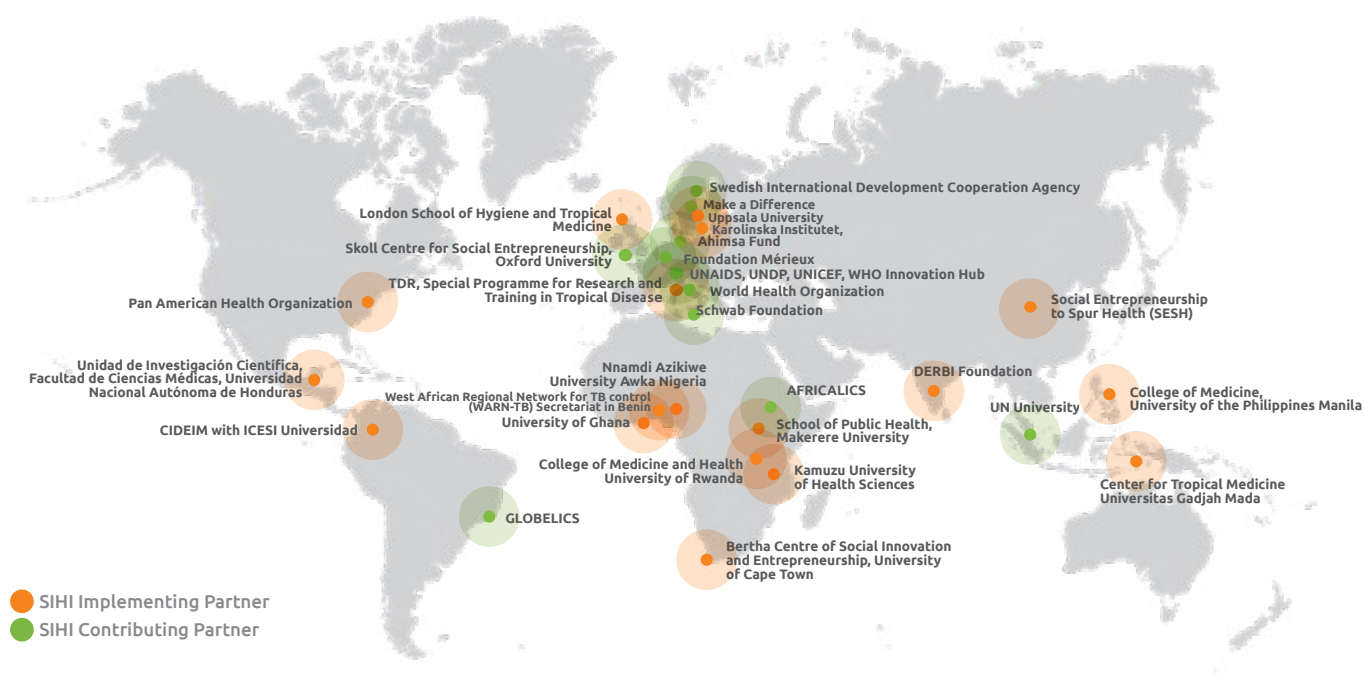 Swedish International Development Cooperation Agency
Make a Difference
Uppsala University
Karolinska Institutet,
Ahimsa Fund
London School of Hygiene and Tropical
Medicine
Skoll Centre for Social Entrepreneurship,
Oxford University
Foundation Mérieux
UNAIDS, UNDP, UNICEF, WHO Innovation Hub
TDR, Special Programme for Research and
Training in Tropical Disease
World Health Organization
Schwab Foundation
Pan American Health Organization
Social Entrepreneurship
to Spur Health (SESH)
Unidad de Investigación Científica,
Facultad de Ciencias Médicas, Universidad
Nacional Autónoma de Honduras
Nnamdi Azikiwe
University Awka Nigeria
West African Regional Network for TB control
(WARN-TB) Secretariat in Benin
University of Ghana
AFRICALICS
DERBI Foundation
UN University
College of Medicine,
University of the Philippines Manila
CIDEIM with ICESI Universidad
School of Public Health,
Makerere University
College of Medicine and Health
University of Rwanda
Kamuzu University
of Health Sciences
Center for Tropical Medicine
Universitas Gadjah Mada
GLOBELICS
Bertha Centre of Social Innovation
and Entrepreneurship, University
of Cape Town
SIHI Implementing Partner
SIHI Contributing Partner